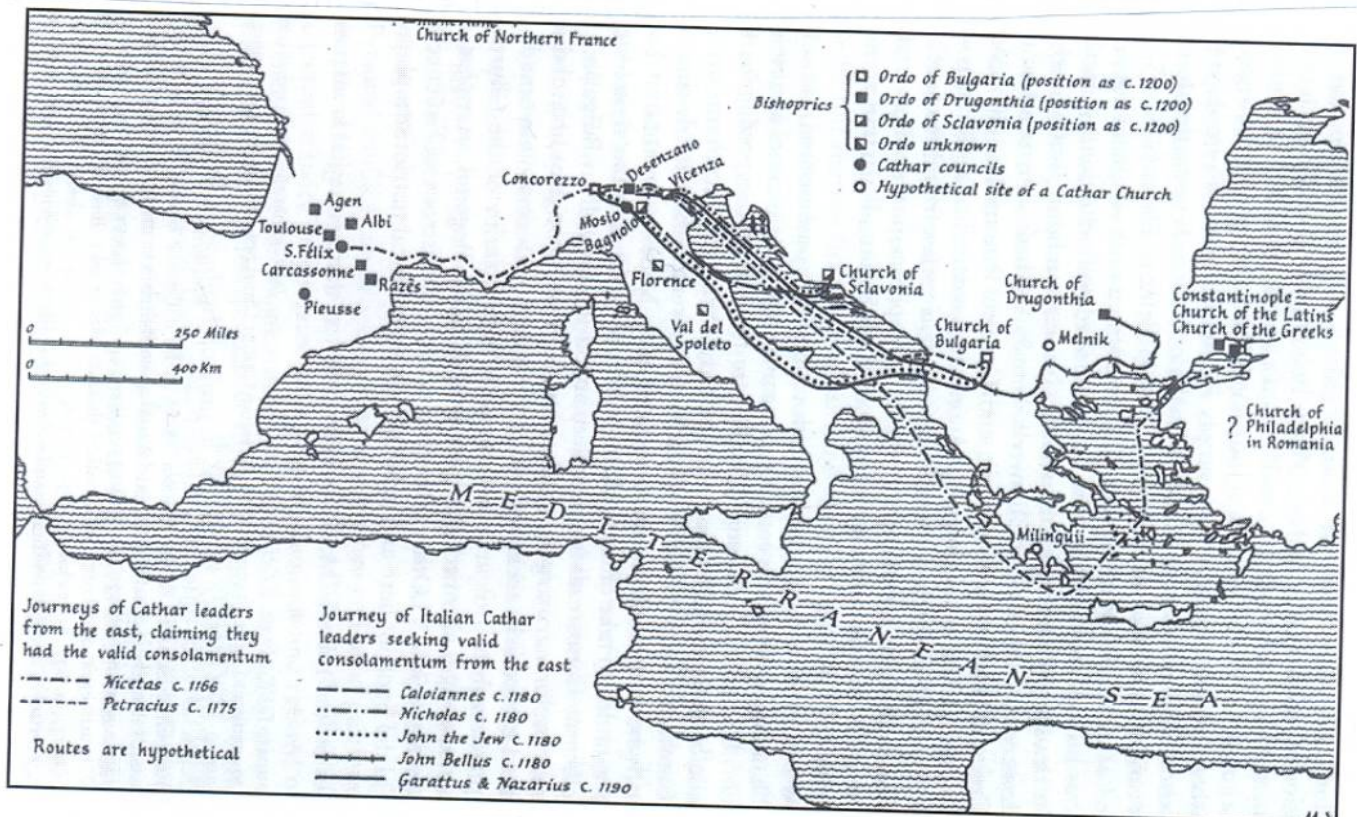 Church of Northern France
Bishoprics
Ordo of Bulgaria (position as c.1200)
Ordo of Drugonthia (position as c.1200)
Ordo of Sclavonia (position as c.1200)
Ordo unknown
Cathar councils
Hypothetical site of a Cathar Church
Desenzano
Vicenza
Concorezzo
Mosio
Bagnolo
Agen
Albi
Toulouse
S.Félix
Carcassonne
Razès
Pieusse
Florence
Val del
Spoleto
Church of
Sclavonia
Church of
Drugonthia
Church of
Bulgaria
Melnik
Constantinople
Church of the Latins
Church of the Greeks
?
Church of
Philadelphia
in Romania
Milinguii
0
250 Miles
0
400 Km
MEDITERRANEAN SEA
Journeys of Cathar leaders
from the east, claiming they
had the valid consolamentum
Nicetas c. 1166
Petracius c. 1175
Routes are hypothetical
Journey of Italian Cathar
leaders seeking valid
consolamentum from the east
Caloiannes c. 1180
Nicholas c. 1180
John the Jew c. 1180
John Bellus c. 1180
Garattus & Nazarius c. 1190